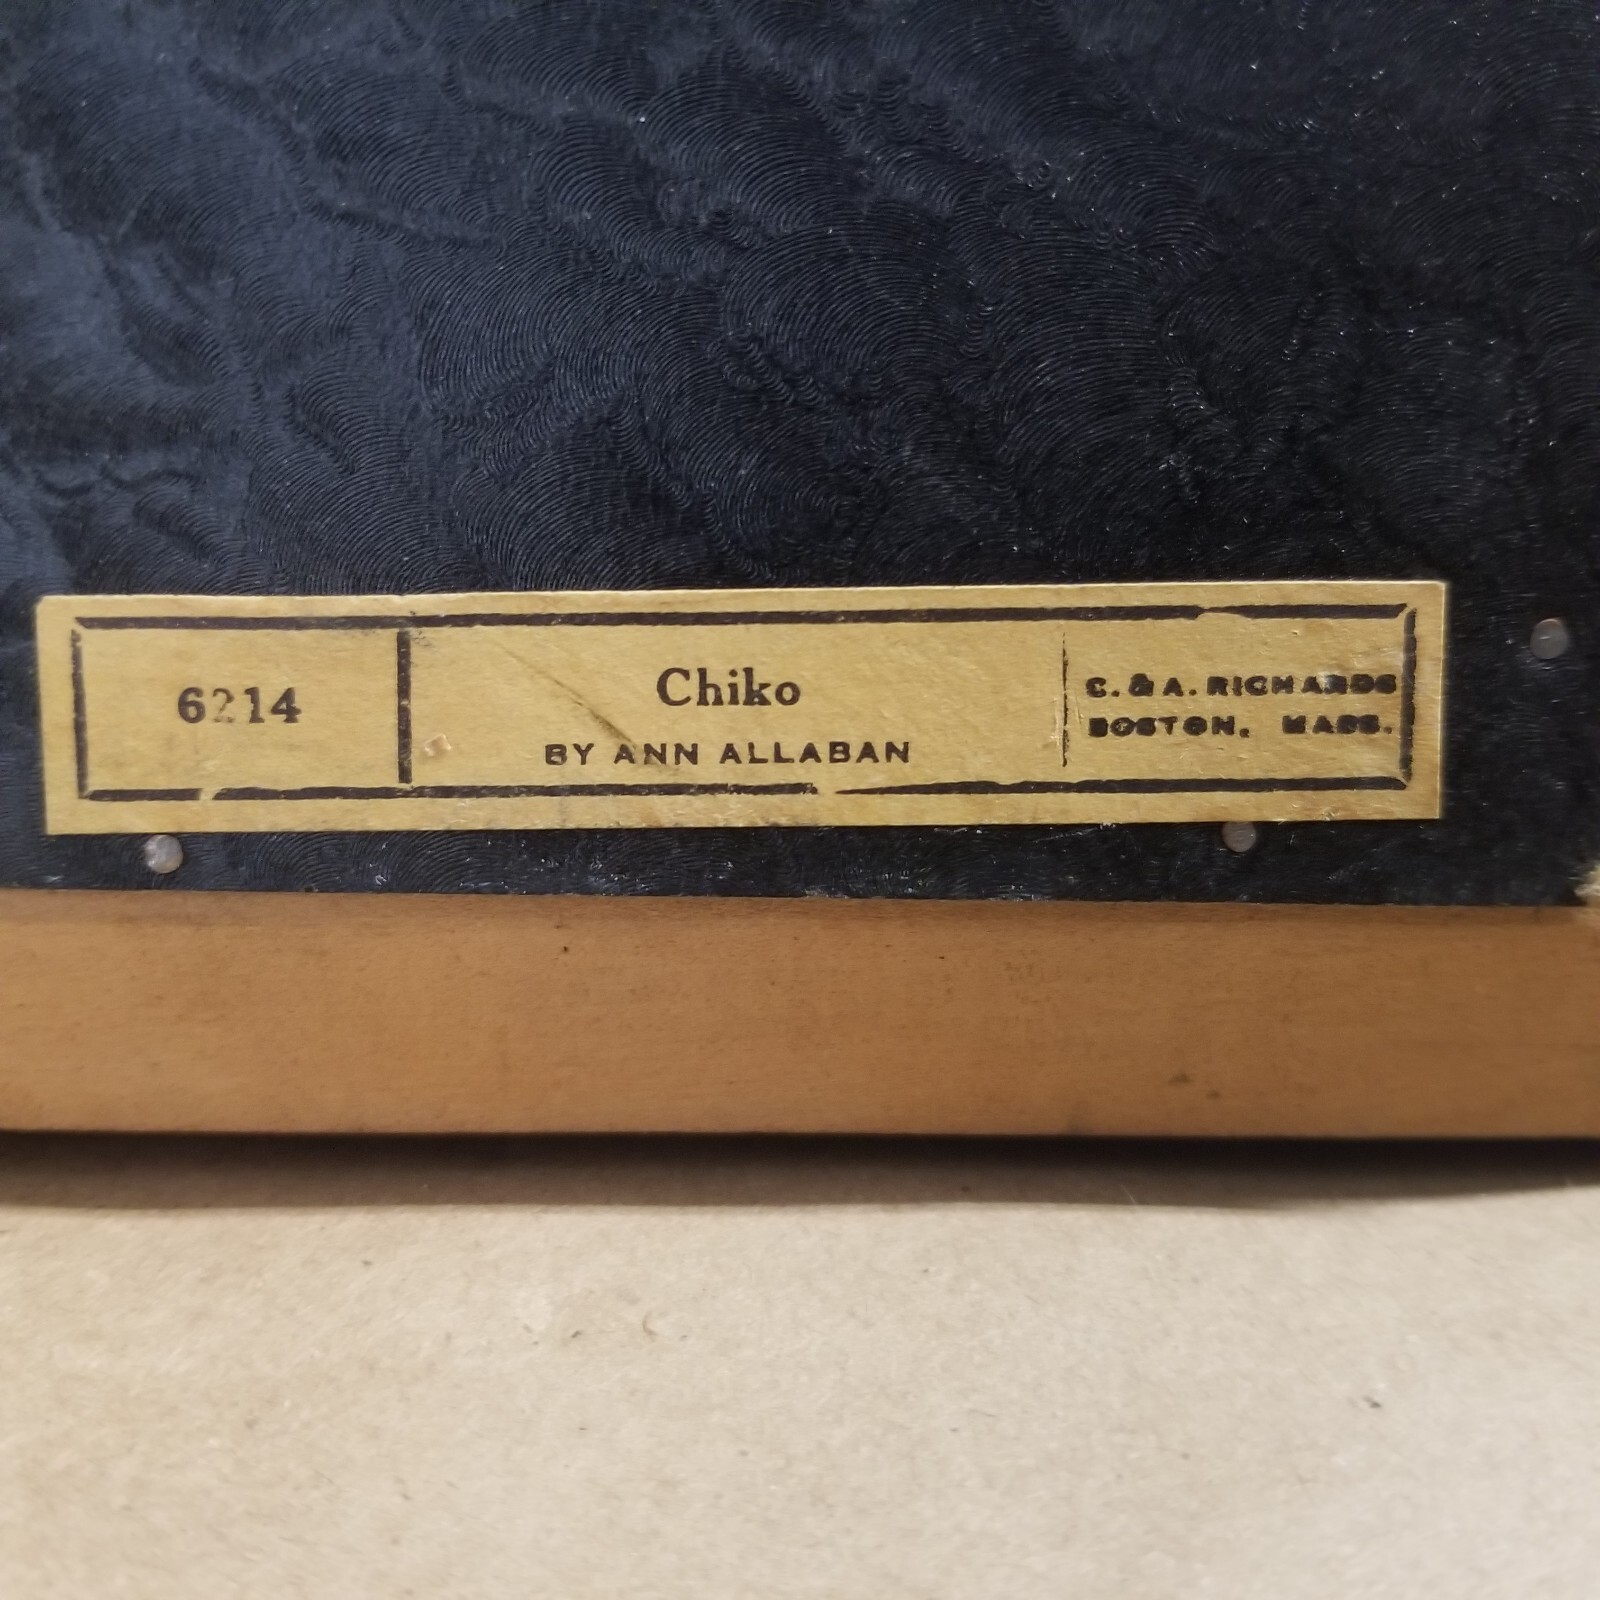 6214
Chiko
BY ANN ALLABAN
C. & A. RICHARDS
BOSTON, MASS.